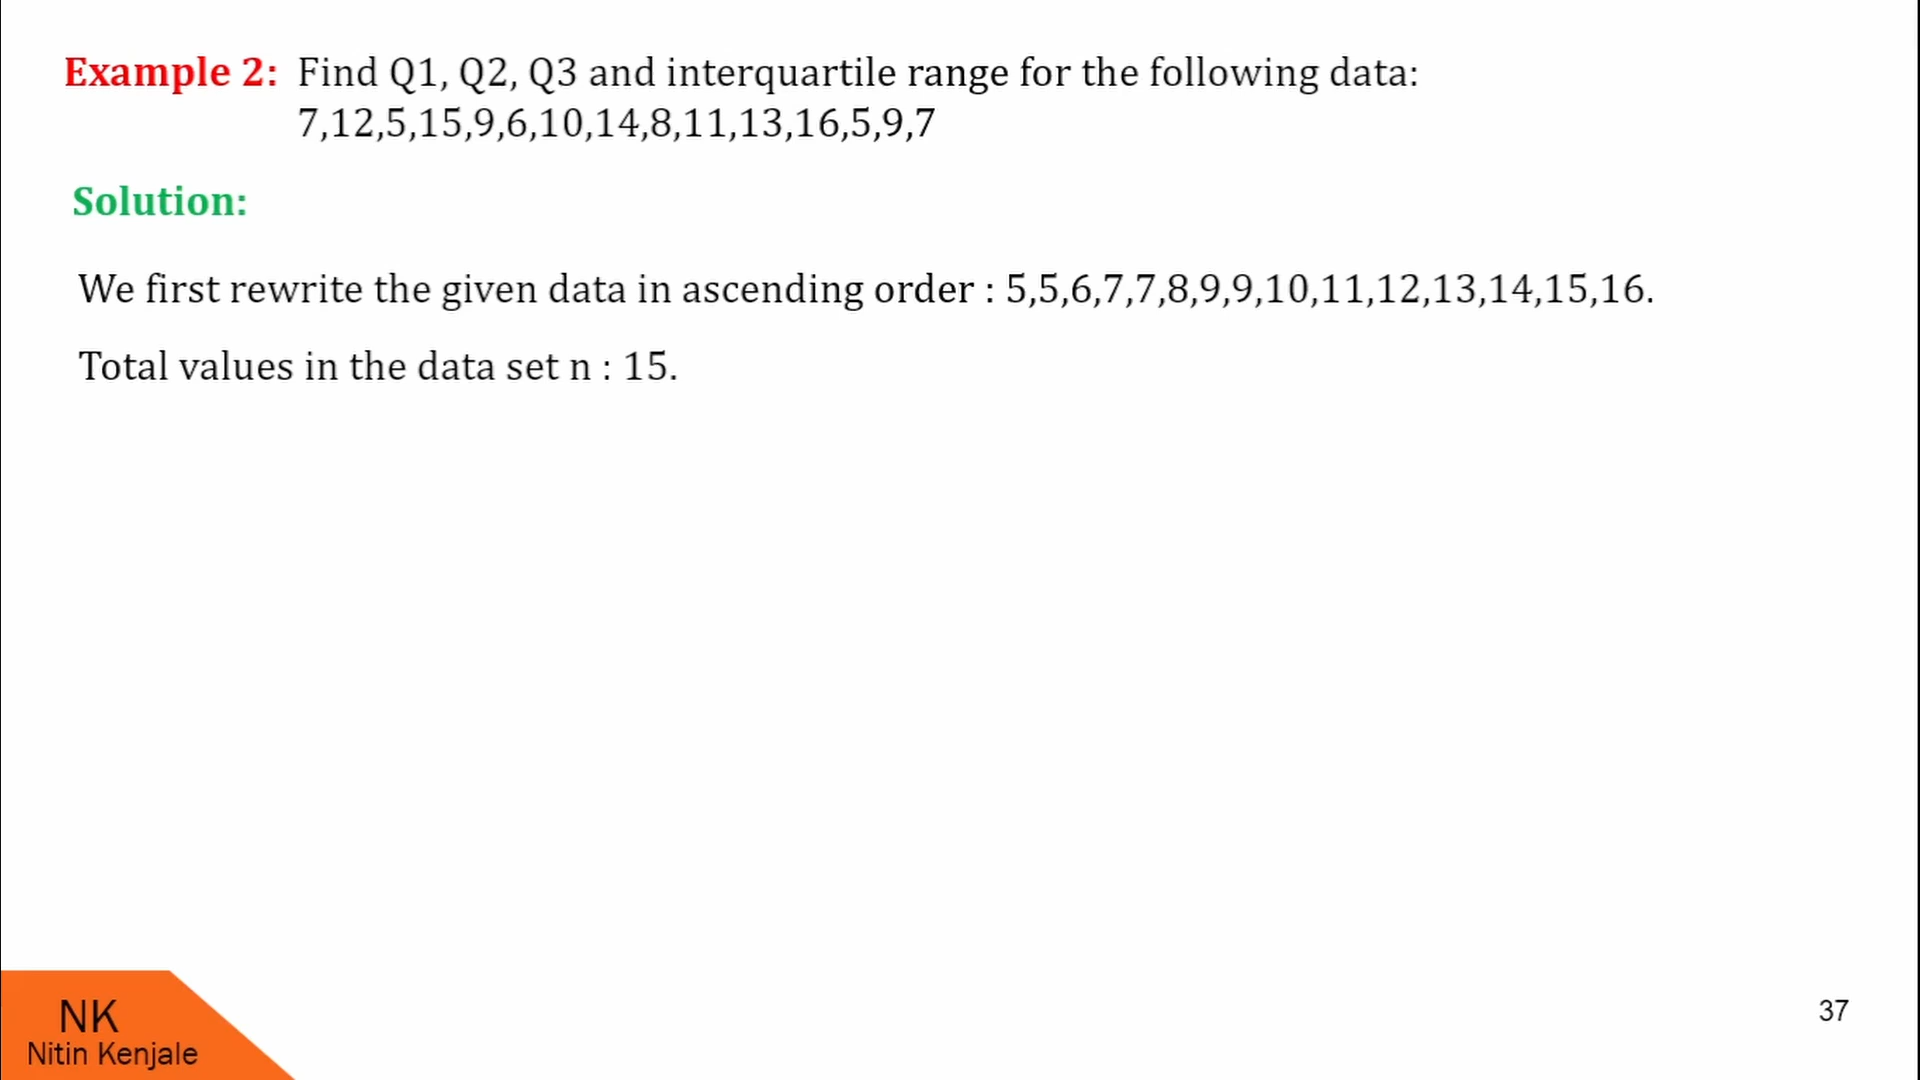 Example 2: Find Q1, Q2, Q3 and interquartile range for the following data:
7,12,5,15,9,6,10,14,8,11,13,16,5,9,7
Solution:
We first rewrite the given data in ascending order : 5,5,6,7,7,8,9,9,10,11,12,13,14,15,16.
Total values in the data set n : 15.
NK
Nitin Kenjale
37